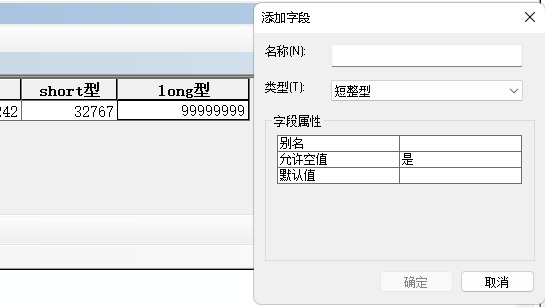 short型 long型
242 32767 99999999
添加字段
名称(N):
类型(T): 短整型
字段属性
别名
允许空值 是
默认值
确定 取消